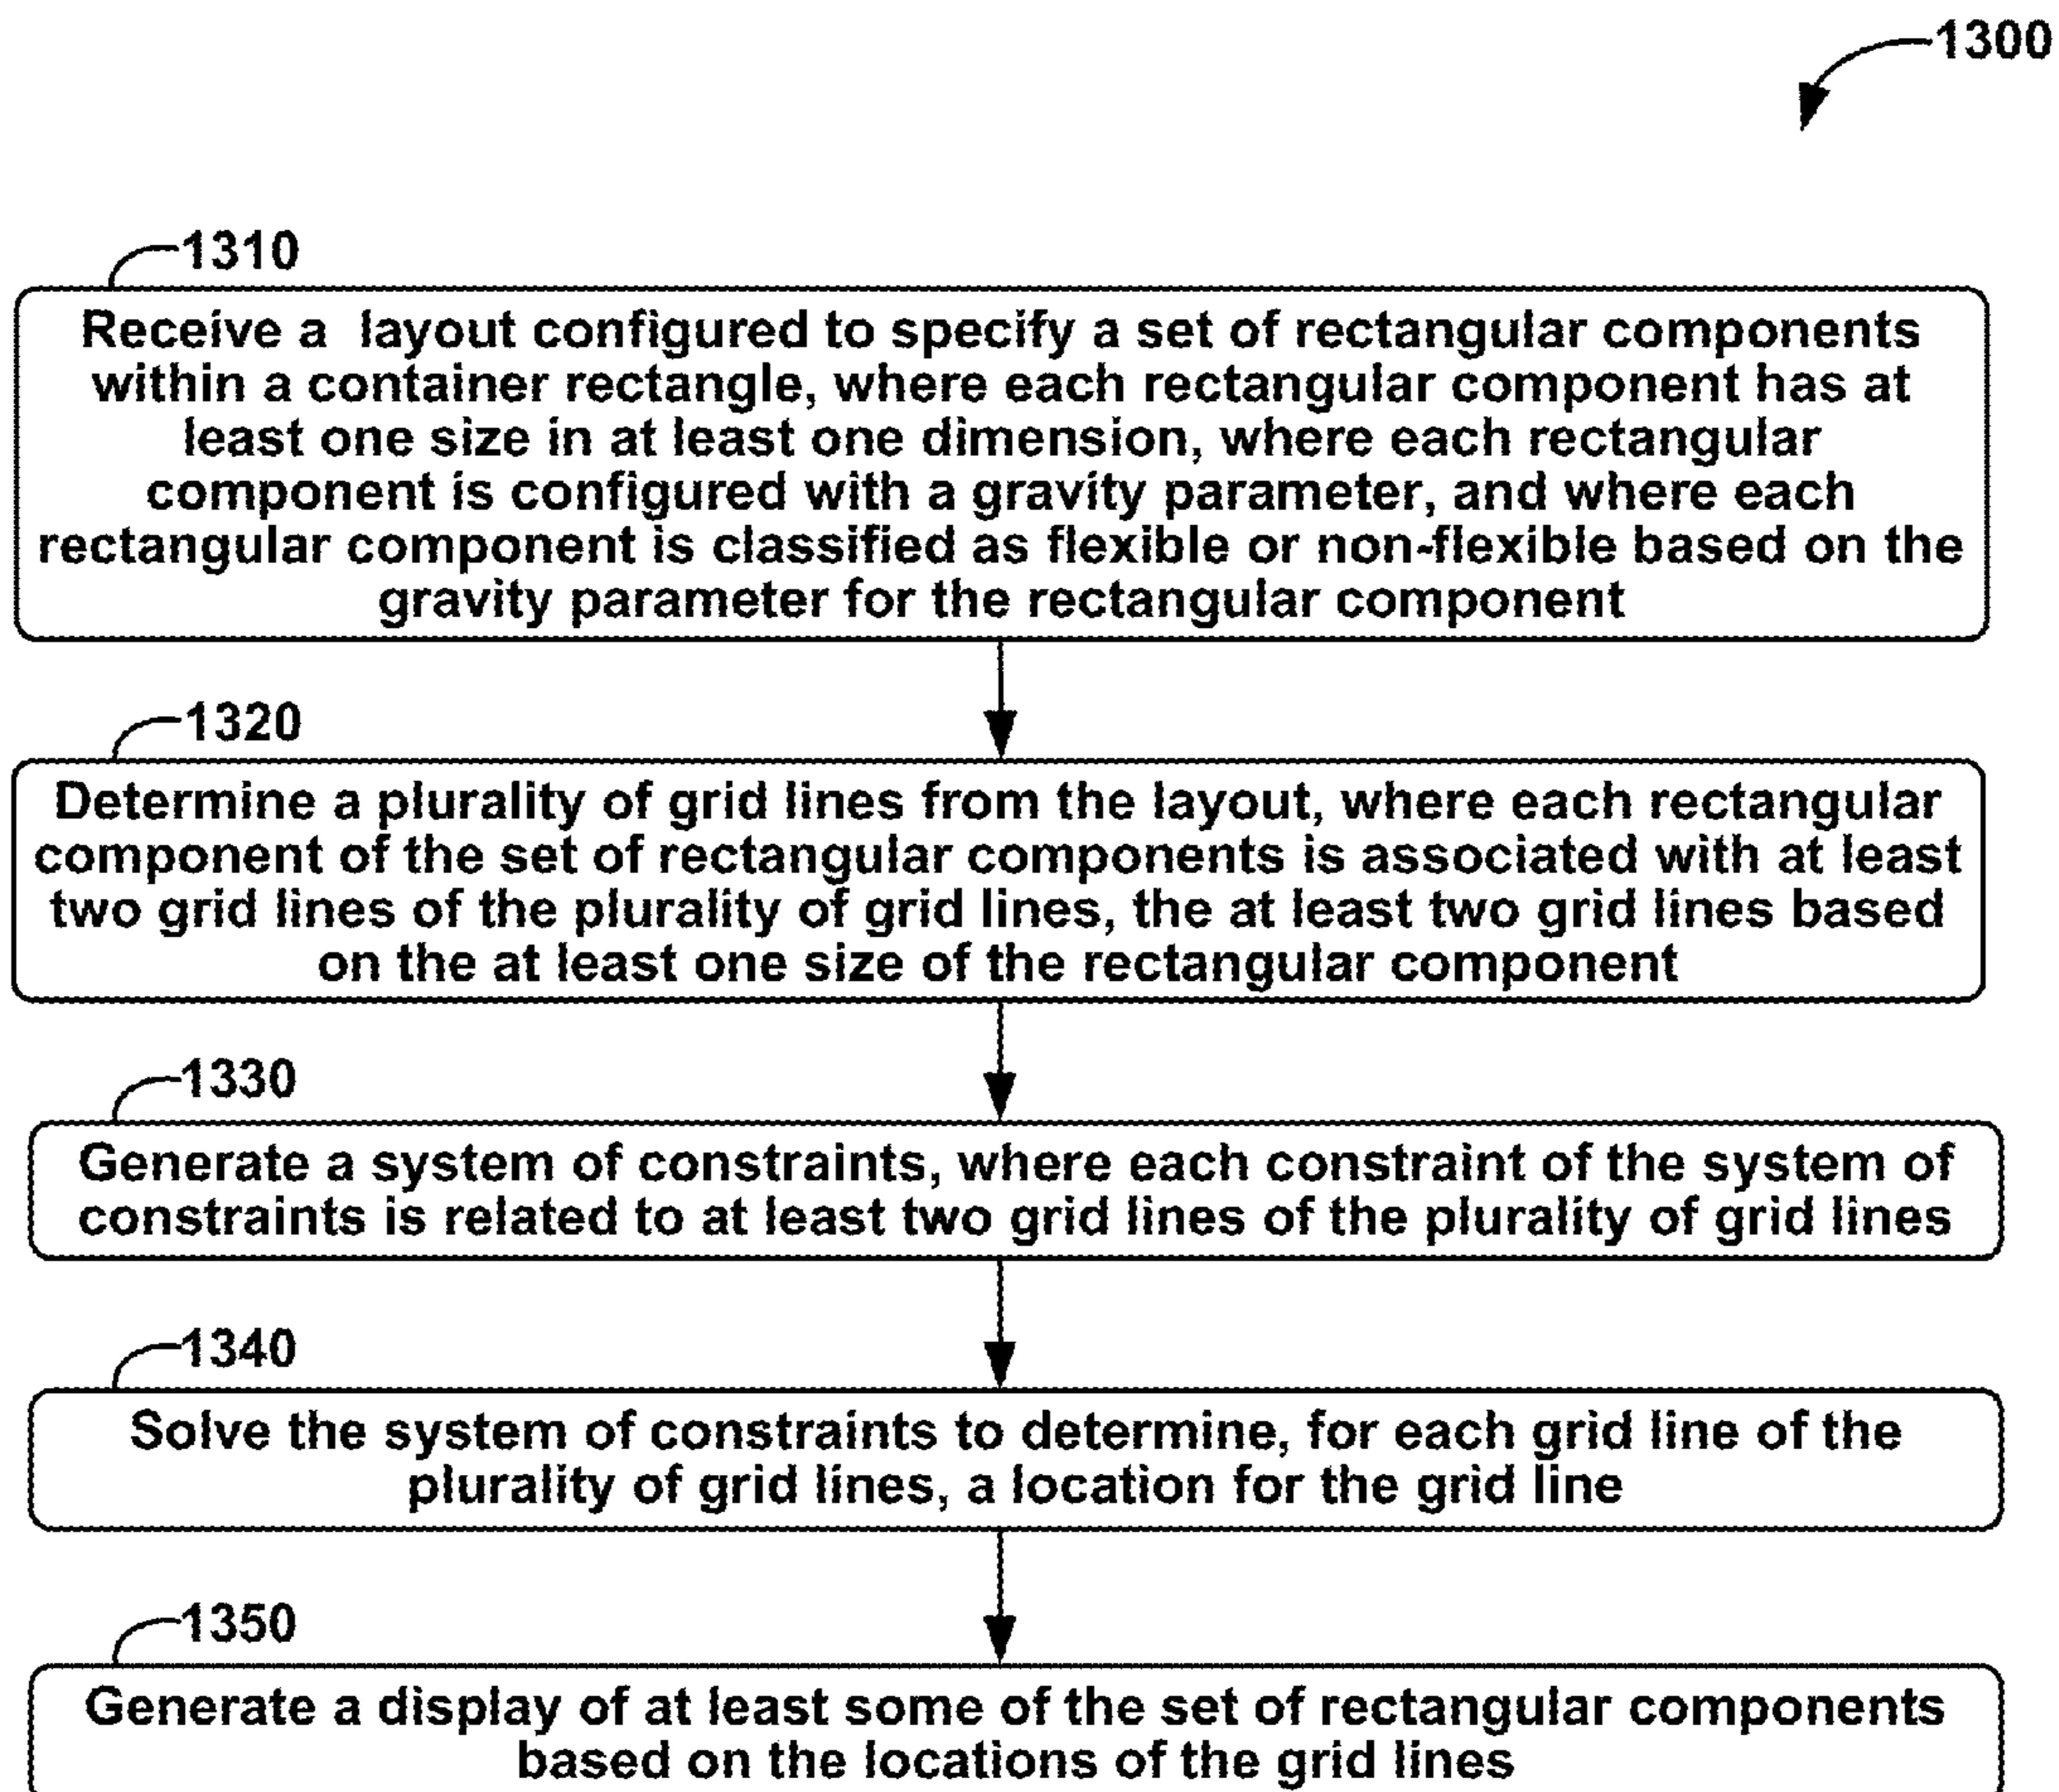 1300
1310
Receive a layout configured to specify a set of rectangular components
within a container rectangle, where each rectangular component has at
least one size in at least one dimension, where each rectangular
component is configured with a gravity parameter, and where each
rectangular component is classified as flexible or non-flexible based on the
gravity parameter for the rectangular component
1320
Determine a plurality of grid lines from the layout, where each rectangular
component of the set of rectangular components is associated with at least
two grid lines of the plurality of grid lines, the at least two grid lines based
on the at least one size of the rectangular component
1330
Generate a system of constraints, where each constraint of the system of
constraints is related to at least two grid lines of the plurality of grid lines
1340
Solve the system of constraints to determine, for each grid line of the
plurality of grid lines, a location for the grid line
1350
Generate a display of at least some of the set of rectangular components
based on the locations of the grid lines